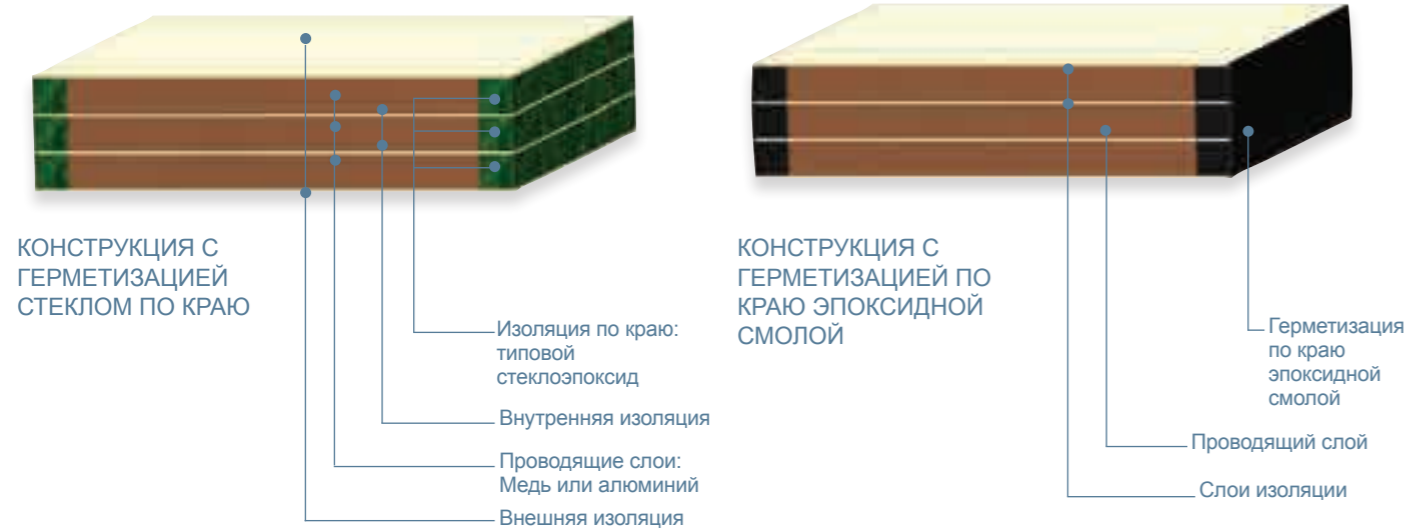 КОНСТРУКЦИЯ С
ГЕРМЕТИЗАЦИЕЙ
СТЕКЛОМ ПО КРАЮ
Изоляция по краю:
типовой
стеклоэпоксид
Внутренняя изоляция
Проводящие слои:
Медь или алюминий
Внешняя изоляция
КОНСТРУКЦИЯ С
ГЕРМЕТИЗАЦИЕЙ ПО
КРАЮ ЭПОКСИДНОЙ
СМОЛОЙ
Герметизация
по краю
эпоксидной
смолой
Проводящий слой
Слои изоляции